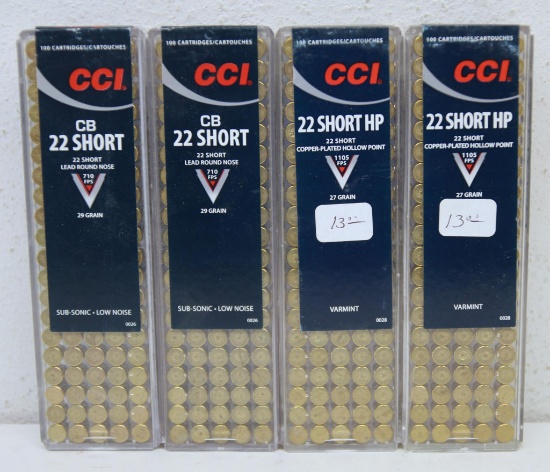 100 CARTRIDGES/CARTOUCHES
CCI
CB
22 SHORT
22 SHORT
LEAD ROUND NOSE
710
FPS
29 GRAIN
SUB-SONIC • LOW NOISE
0026
100 CARTRIDGES/CARTOUCHES
CCI
CB
22 SHORT
22 SHORT
LEAD ROUND NOSE
710
FPS
29 GRAIN
SUB-SONIC • LOW NOISE
0026
100 CARTRIDGES/CARTOUCHES
CCI
22 SHORT HP
22 SHORT
COPPER-PLATED HOLLOW POINT
1105
FPS
27 GRAIN
13.00
VARMINT
0028
100 CARTRIDGES/CARTOUCHES
CCI
22 SHORT HP
22 SHORT
COPPER-PLATED HOLLOW POINT
1105
FPS
27 GRAIN
13.00
VARMINT
0028